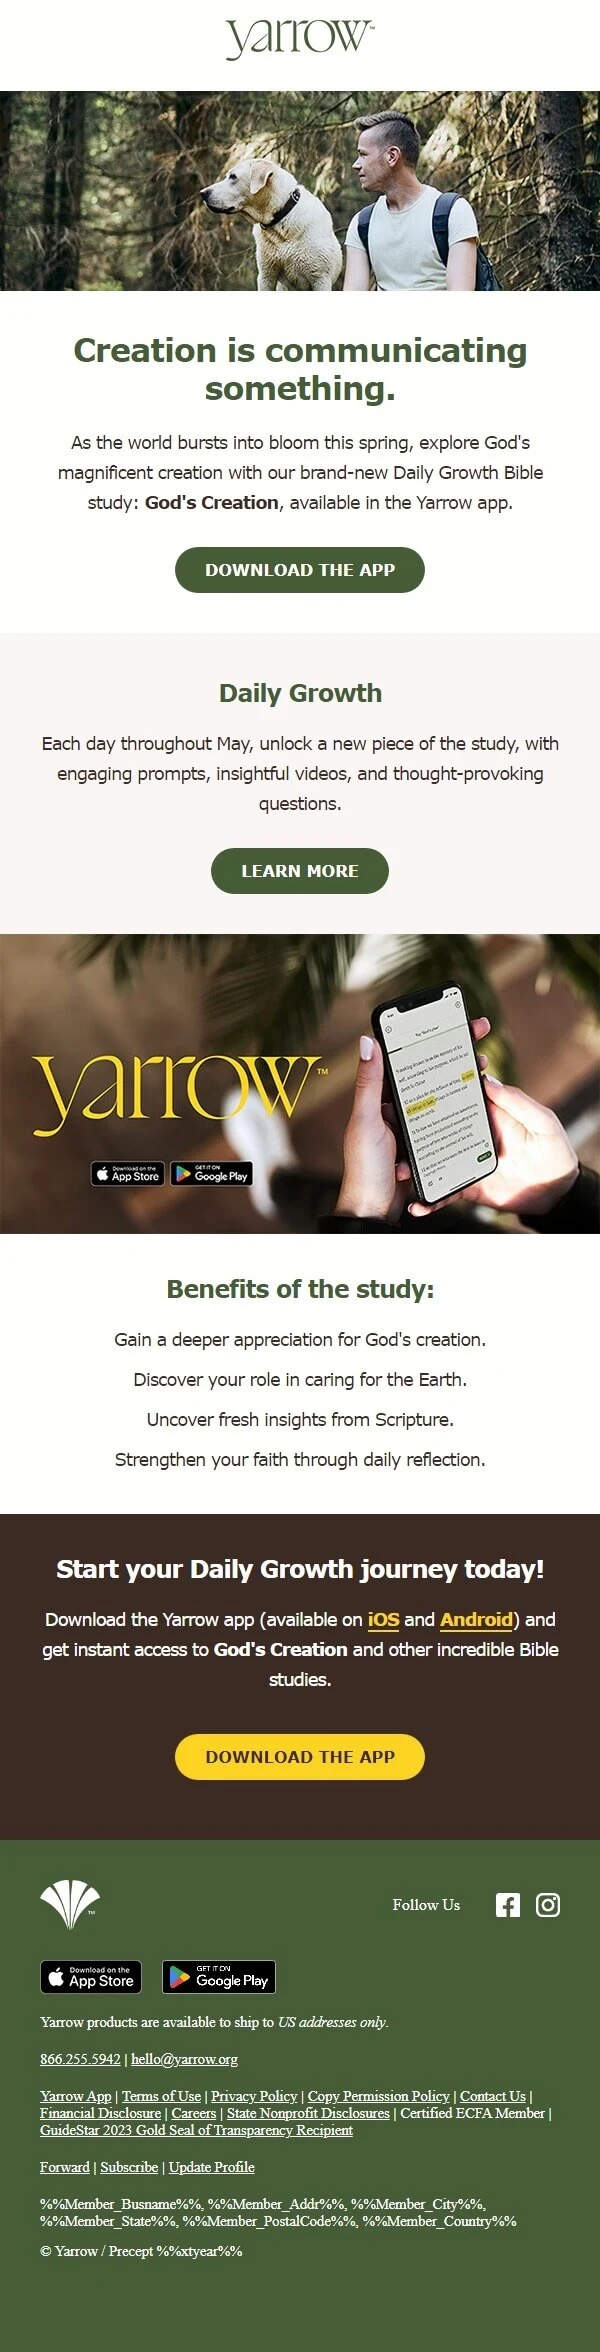 yarrow™
Creation is communicating
something.
As the world bursts into bloom this spring, explore God's
magnificent creation with our brand-new Daily Growth Bible
study: God's Creation, available in the Yarrow app.
DOWNLOAD THE APP
Daily Growth
Each day throughout May, unlock a new piece of the study, with
engaging prompts, insightful videos, and thought-provoking
questions.
LEARN MORE
yarrow™
Download on the
App Store
GET IT ON
Google Play
Benefits of the study:
Gain a deeper appreciation for God's creation.
Discover your role in caring for the Earth.
Uncover fresh insights from Scripture.
Strengthen your faith through daily reflection.
Start your Daily Growth journey today!
Download the Yarrow app (available on iOS and Android) and
get instant access to God's Creation and other incredible Bible
studies.
DOWNLOAD THE APP
™
Follow Us
Download on the
App Store
GET IT ON
Google Play
Yarrow products are available to ship to US addresses only.
866.255.5942 | hello@yarrow.org
Yarrow App | Terms of Use | Privacy Policy | Copy Permission Policy | Contact Us |
Financial Disclosure | Careers | State Nonprofit Disclosures | Certified ECFA Member |
GuideStar 2023 Gold Seal of Transparency Recipient
Forward | Subscribe | Update Profile
%%Member_Busname%%, %%Member_Addr%%, %%Member_City%%,
%%Member_State%%, %%Member_PostalCode%%, %%Member_Country%%
© Yarrow / Precept %%xtyear%%